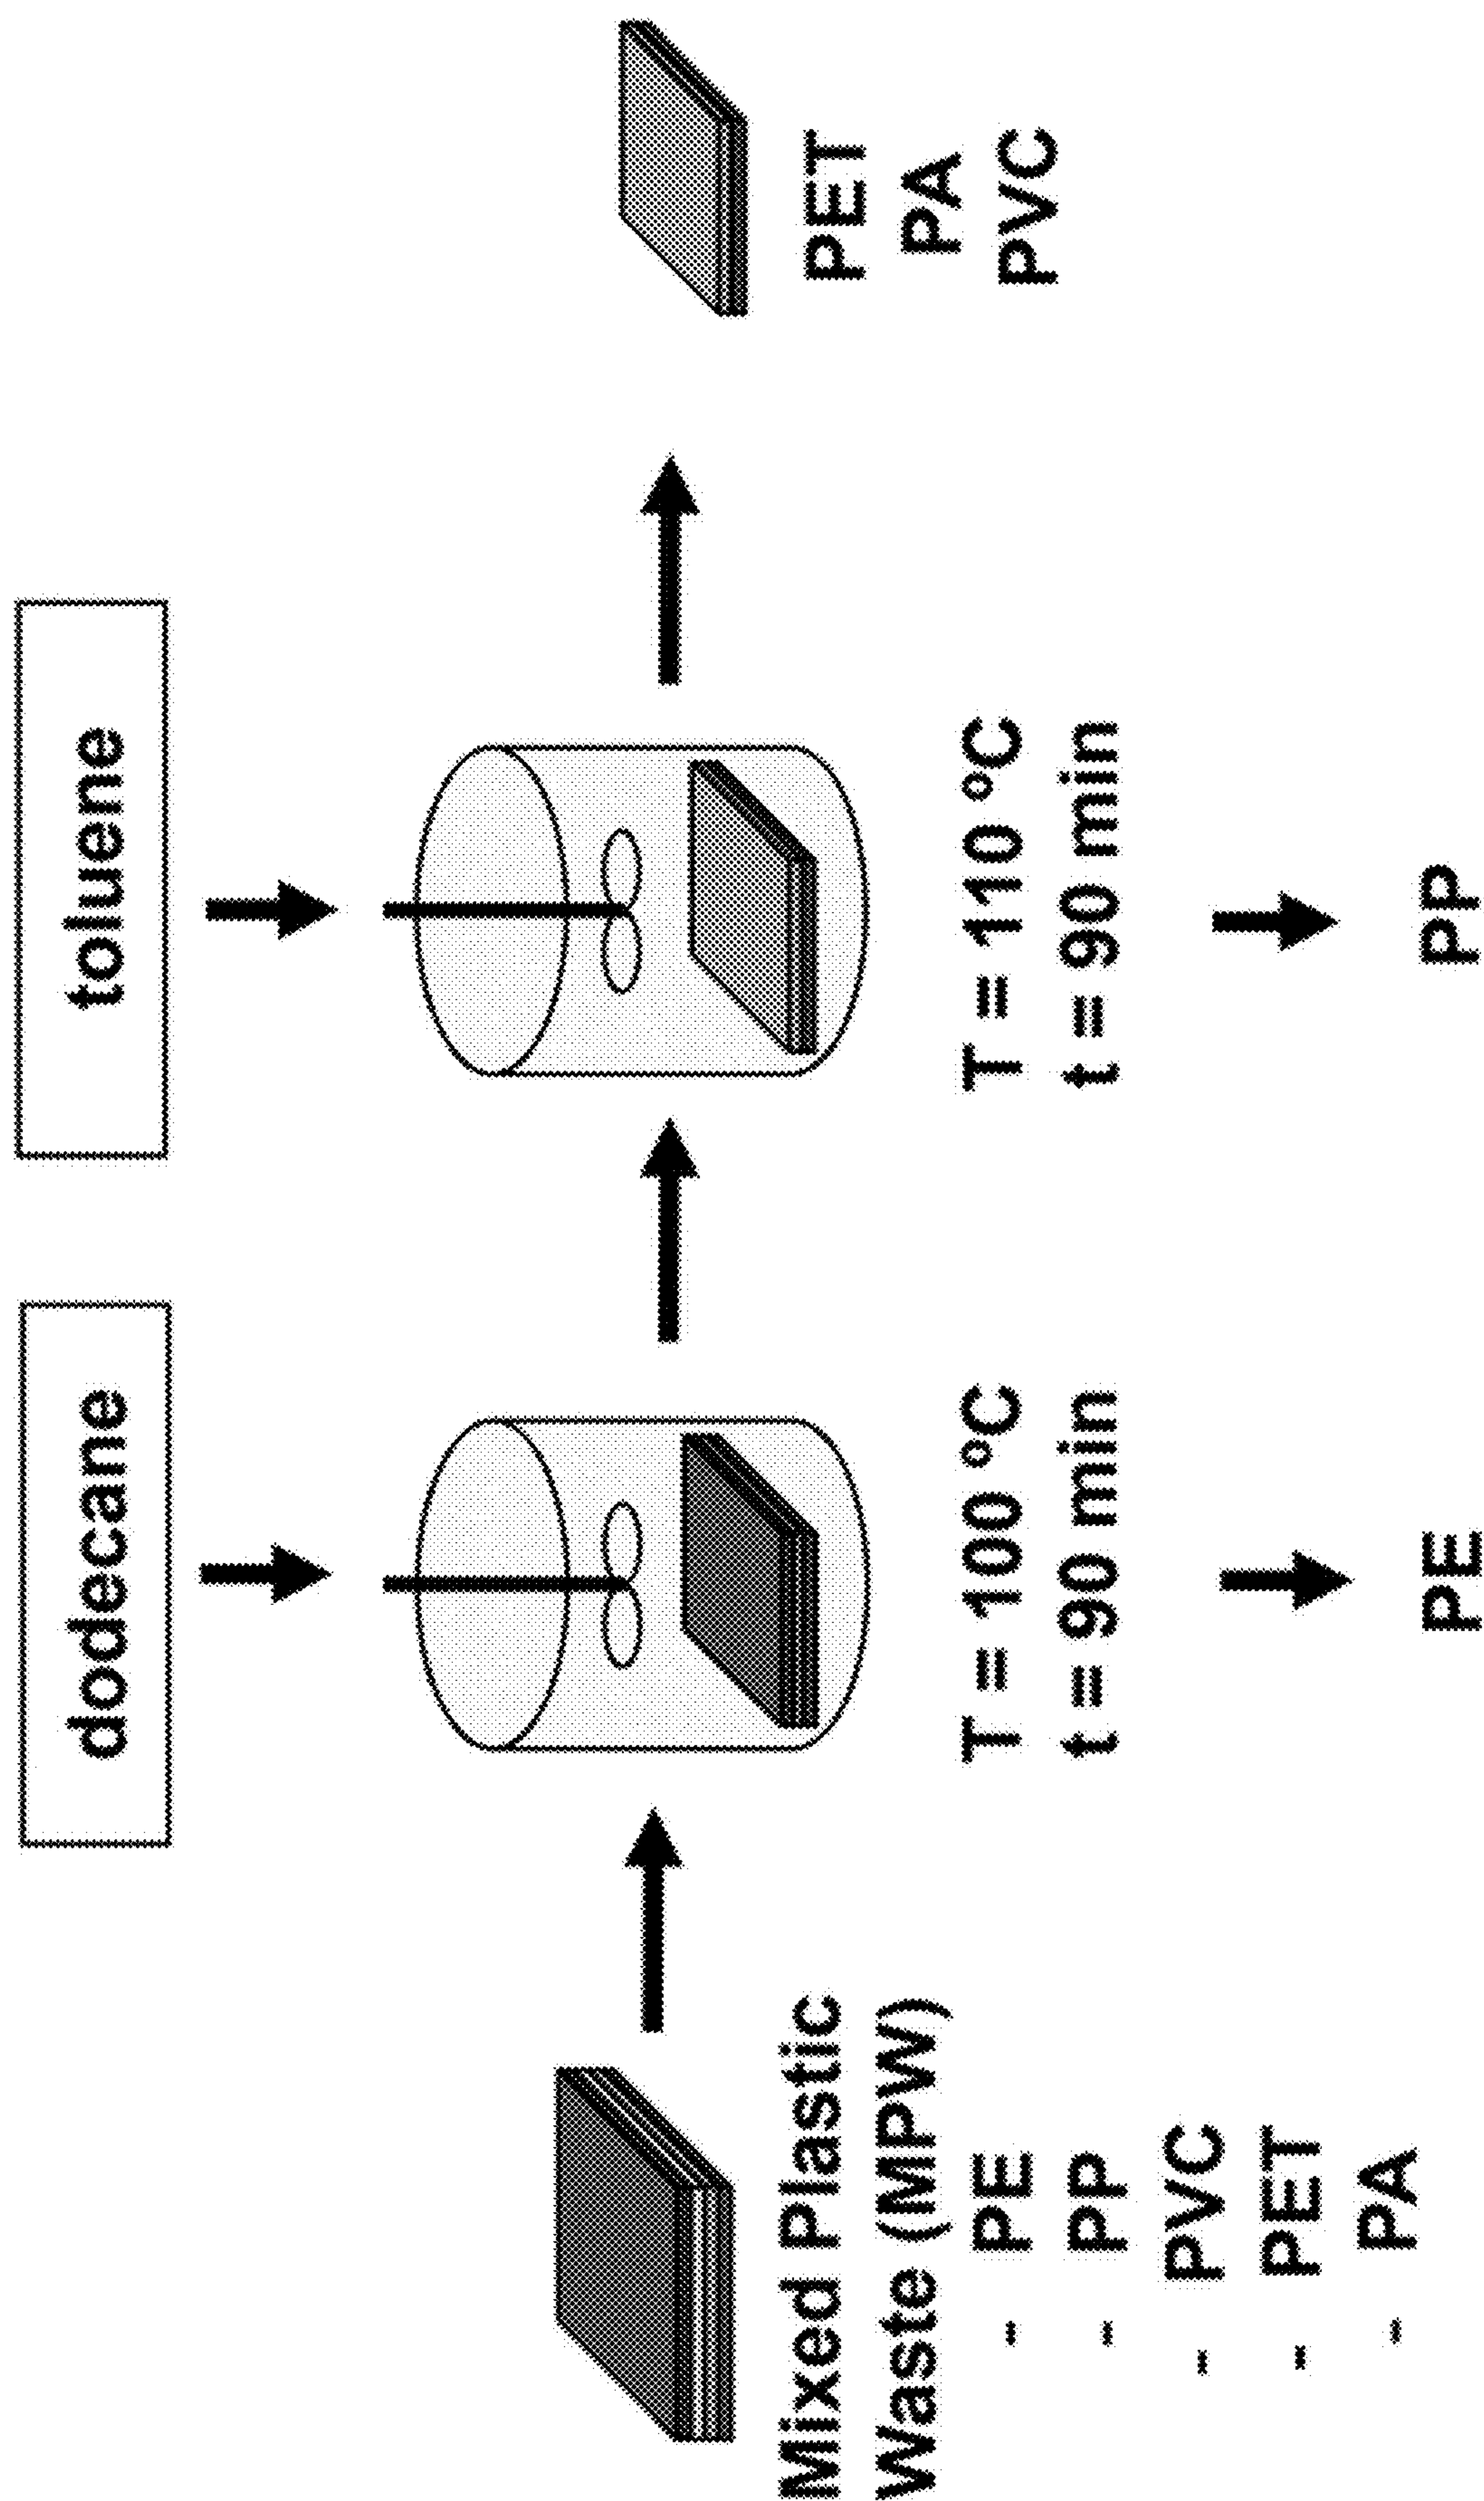 dodecane
toluene
Mixed Plastic
Waste (MPW)
- PE
- PP
- PVC
- PET
- PA
T = 100 °C
t = 90 min
PE
T = 110 °C
t = 90 min
PP
PET
PA
PVC